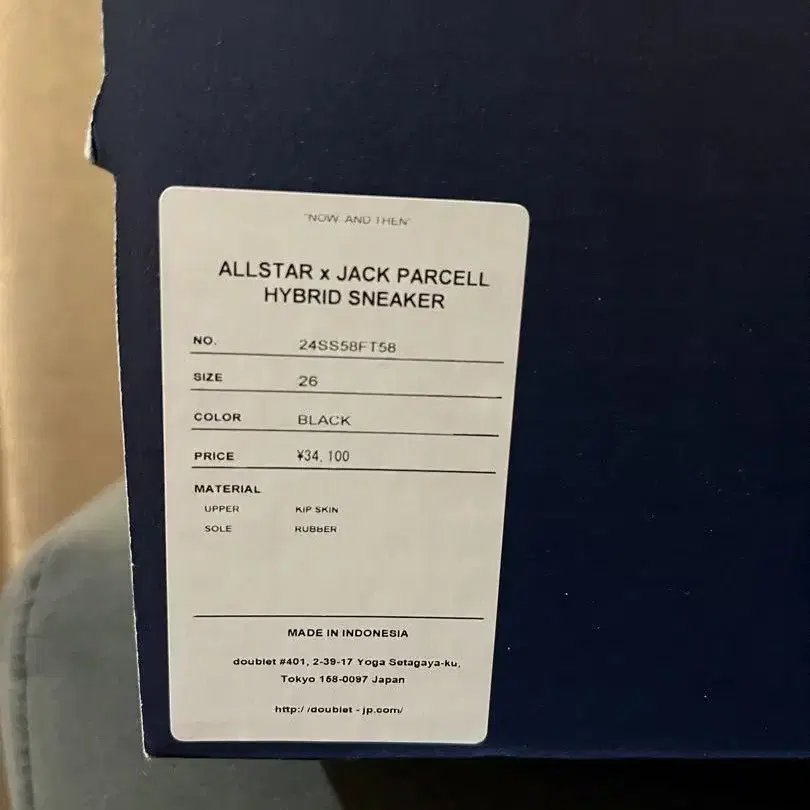 "NOW AND THEN"
ALLSTAR x JACK PARCELL
HYBRID SNEAKER
NO. 24SS58FT58
SIZE 26
COLOR BLACK
PRICE ¥34,100
MATERIAL
UPPER KIP SKIN
SOLE RUBBER
MADE IN INDONESIA
doublet #401, 2-39-17 Yoga Setagaya-ku,
Tokyo 158-0097 Japan
http://doublet-jp.com/